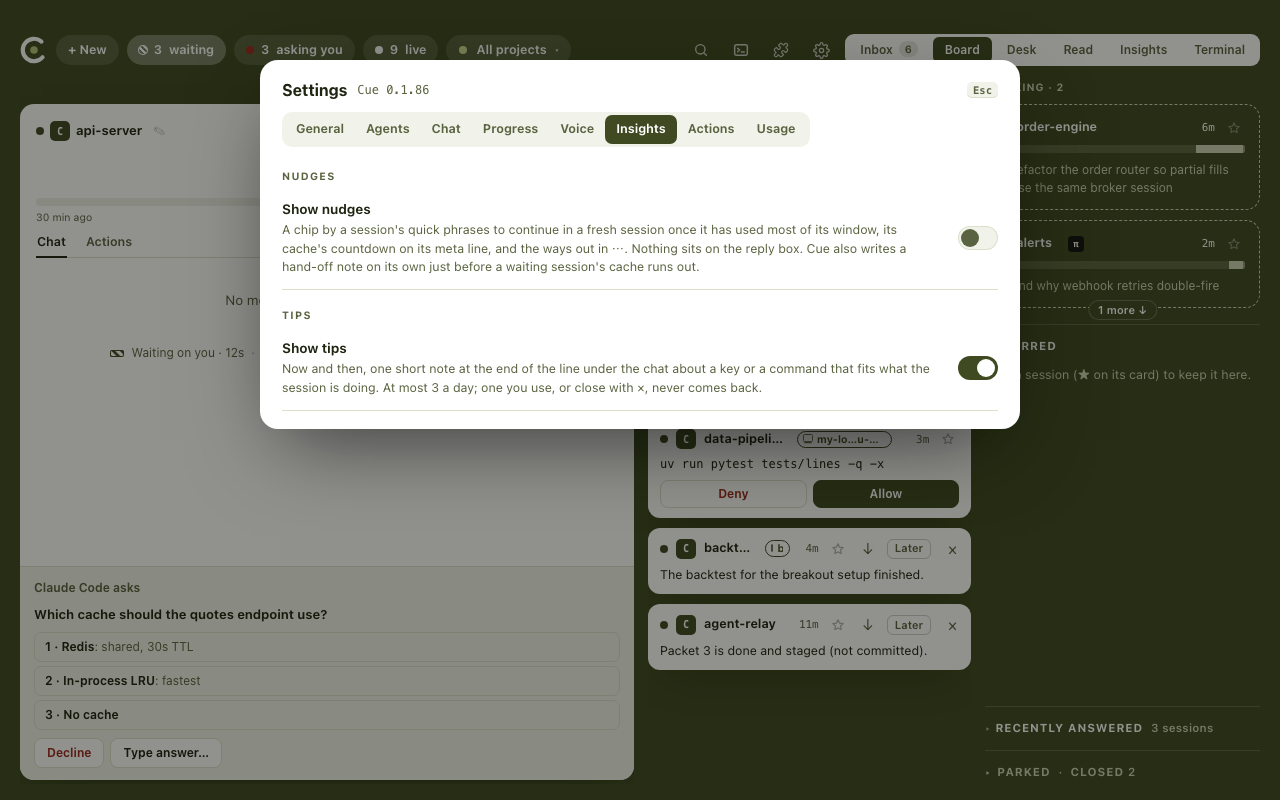 + New
3 waiting
3 asking you
9 live
All projects ·
Inbox 6
Board
Desk
Read
Insights
Terminal
Settings Cue 0.1.86
Esc
General
Agents
Chat
Progress
Voice
Insights
Actions
Usage
NUDGES
Show nudges
A chip by a session's quick phrases to continue in a fresh session once it has used most of its window, its
cache's countdown on its meta line, and the ways out in ···. Nothing sits on the reply box. Cue also writes a
hand-off note on its own just before a waiting session's cache runs out.
TIPS
Show tips
Now and then, one short note at the end of the line under the chat about a key or a command that fits what the
session is doing. At most 3 a day; one you use, or close with ×, never comes back.
C api-server
30 min ago
Chat
Actions
No
Waiting on you · 12s ·
Claude Code asks
Which cache should the quotes endpoint use?
1 · Redis: shared, 30s TTL
2 · In-process LRU: fastest
3 · No cache
Decline
Type answer...
C data-pipeli... my-lo...u-... 3m
uv run pytest tests/lines -q -x
Deny
Allow
C backt... 4m Later ×
The backtest for the breakout setup finished.
C agent-relay 11m Later ×
Packet 3 is done and staged (not committed).
ING · 2
order-engine 6m
efactor the order router so partial fills
se the same broker session
alerts π 2m
nd why webhook retries double-fire
1 more ↓
RRED
session (★ on its card) to keep it here.
RECENTLY ANSWERED 3 sessions
PARKED · CLOSED 2